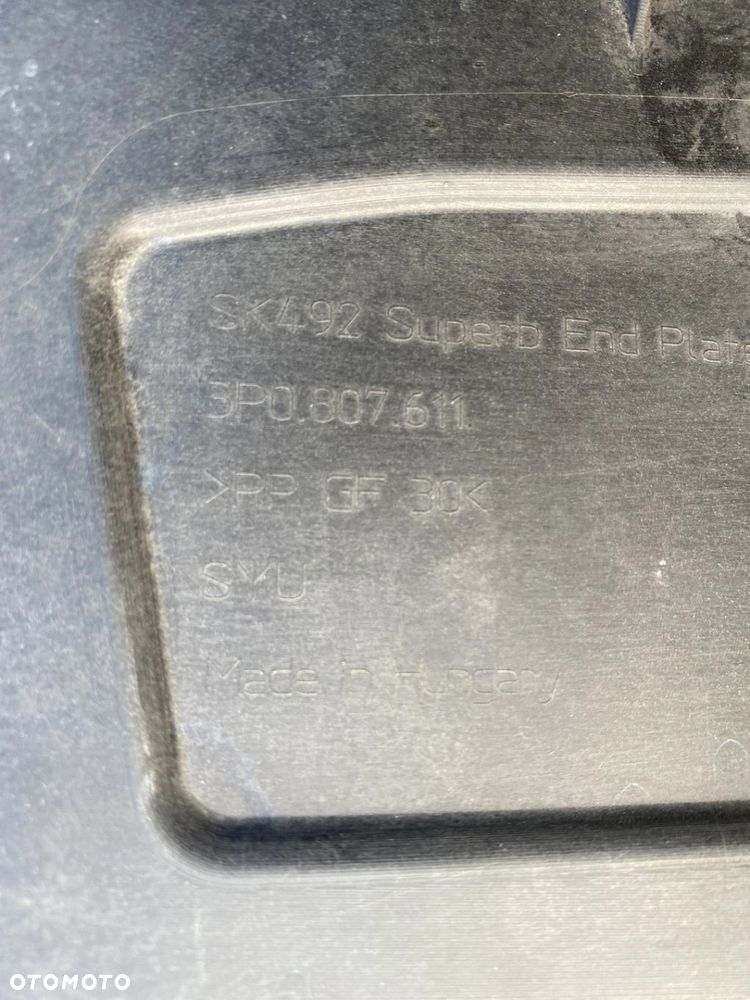 SK492 Superb End Plate
3P0.807.611.
>PP GF 30<
SMU
Made in Hungary
OTOMOTO